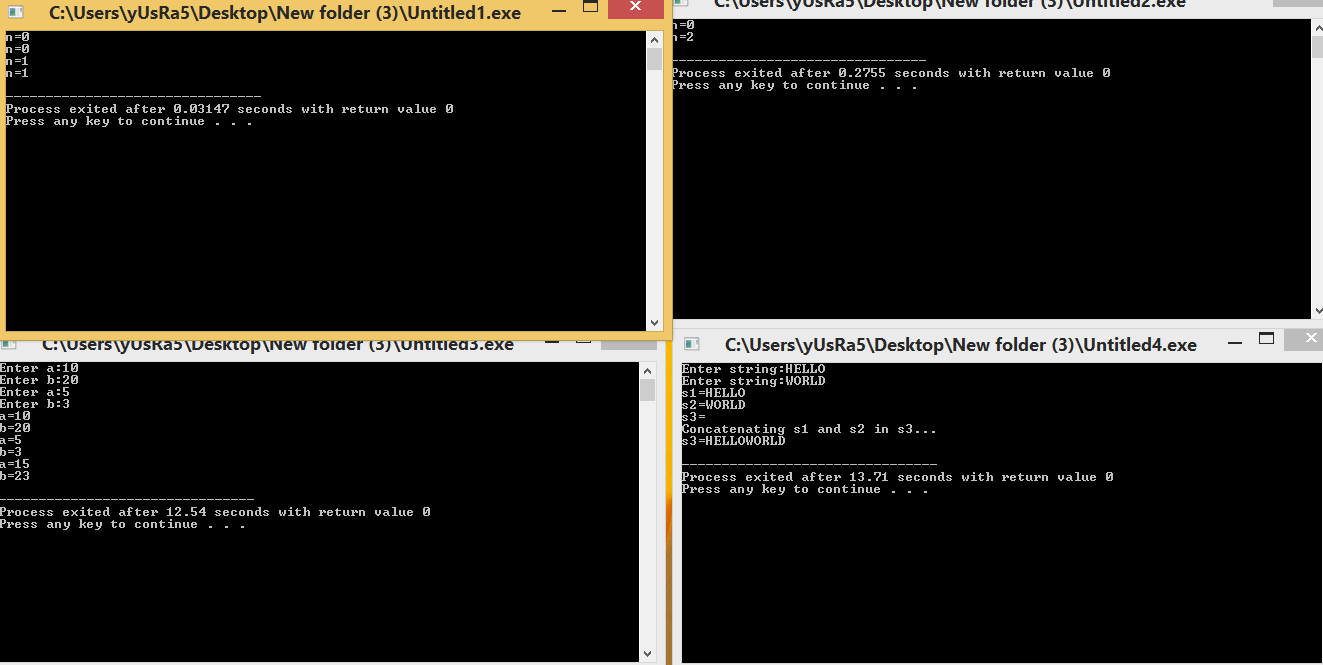 C:\Users\yUsRa5\Desktop\New folder (3)\Untitled1.exe
n=0
n=0
n=1
n=1
--------------------------------
Process exited after 0.03147 seconds with return value 0
Press any key to continue . . .
C:\Users\yUsRa5\Desktop\New folder (3)\Untitled2.exe
n=0
n=2
--------------------------------
Process exited after 0.2755 seconds with return value 0
Press any key to continue . . .
C:\Users\yUsRa5\Desktop\New folder (3)\Untitled3.exe
Enter a:10
Enter b:20
Enter a:5
Enter b:3
a=10
b=20
a=5
b=3
a=15
b=23
--------------------------------
Process exited after 12.54 seconds with return value 0
Press any key to continue . . .
C:\Users\yUsRa5\Desktop\New folder (3)\Untitled4.exe
Enter string:HELLO
Enter string:WORLD
s1=HELLO
s2=WORLD
s3=
Concatenating s1 and s2 in s3...
s3=HELLOWORLD
--------------------------------
Process exited after 13.71 seconds with return value 0
Press any key to continue . . .